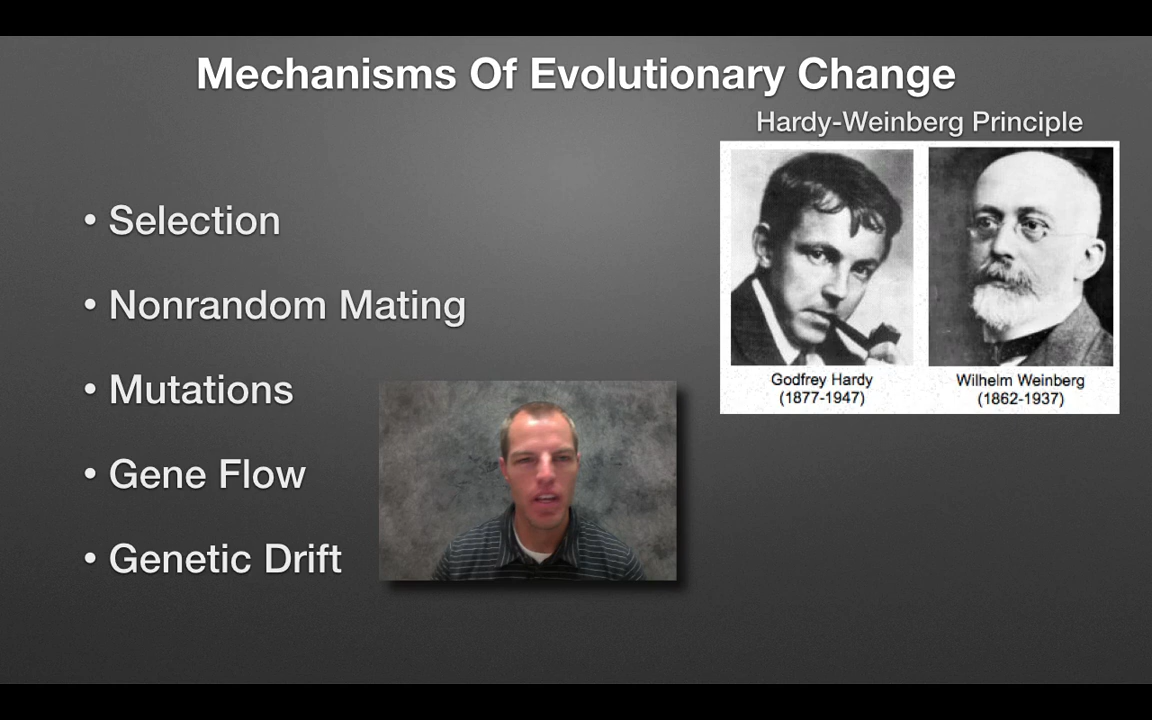 Mechanisms Of Evolutionary Change
Hardy-Weinberg Principle
• Selection
• Nonrandom Mating
• Mutations
• Gene Flow
• Genetic Drift
Godfrey Hardy
(1877-1947)
Wilhelm Weinberg
(1862-1937)